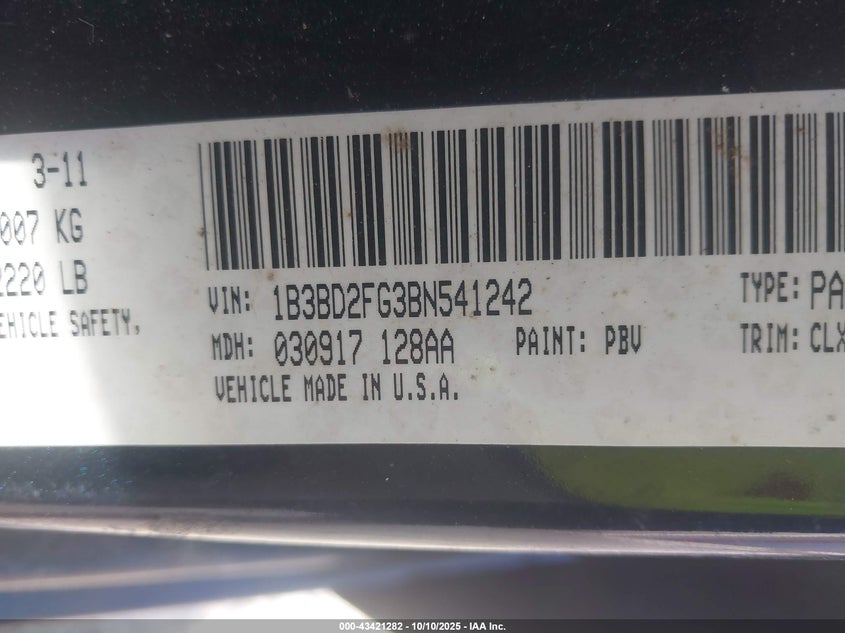 3-11
007 KG
2220 LB
EHICLE SAFETY,
VIN: 1B3BD2FG3BN541242
TYPE: PA
MDH: 030917 128AA
PAINT: PBV
TRIM: CLX
VEHICLE MADE IN U.S.A.
000-43421282 - 10/10/2025 - IAA Inc.